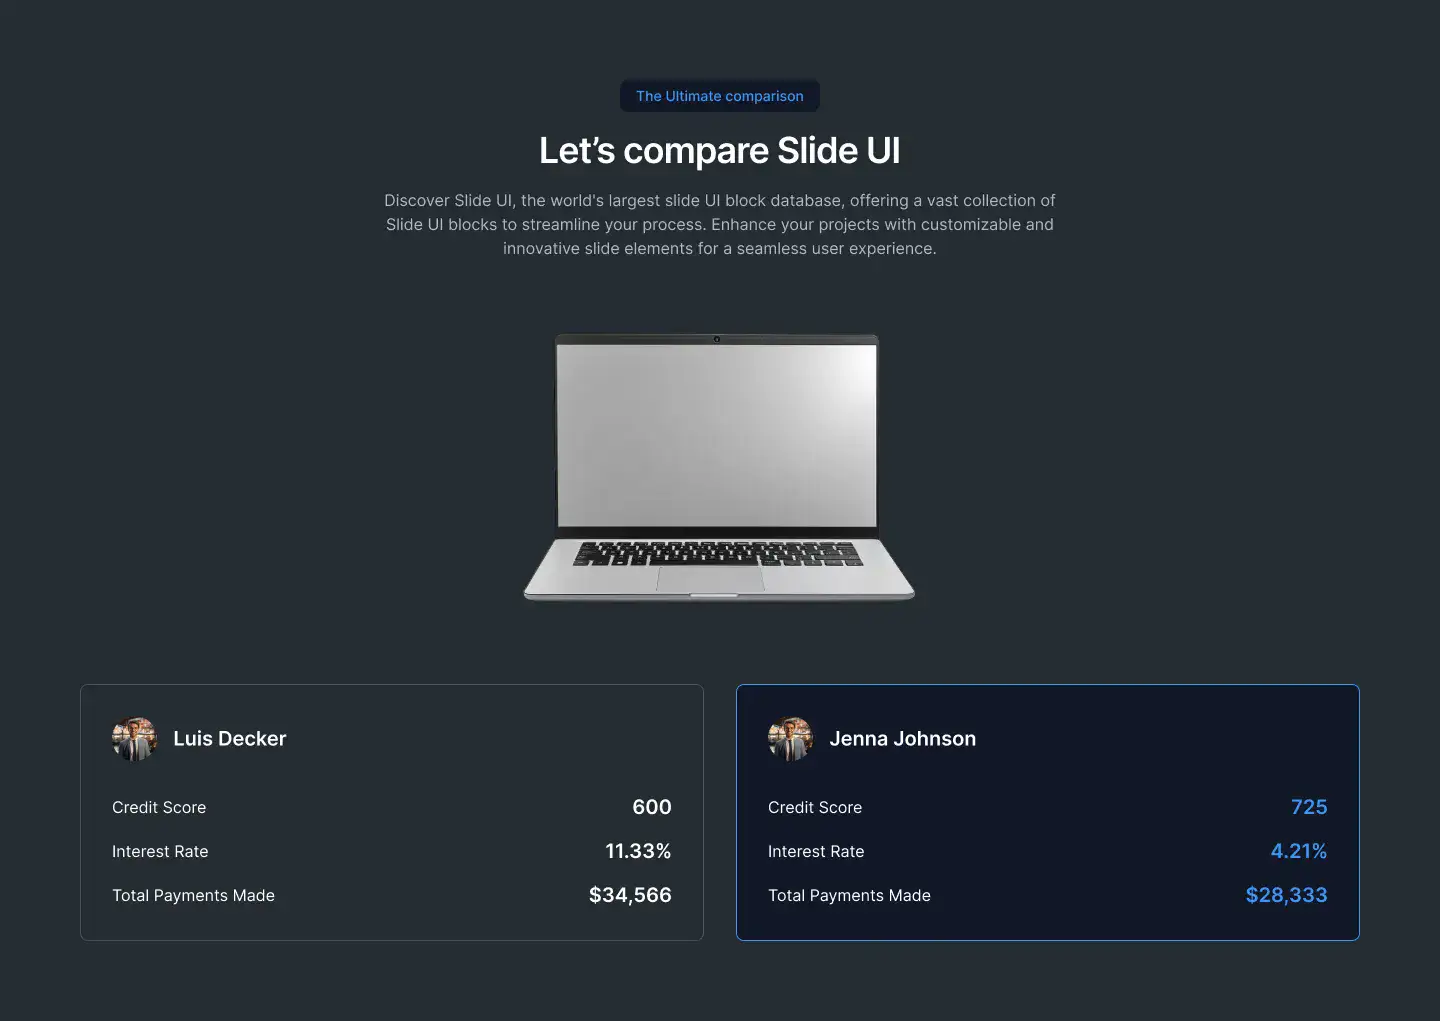 The Ultimate comparison
Let’s compare Slide UI
Discover Slide UI, the world's largest slide UI block database, offering a vast collection of
Slide UI blocks to streamline your process. Enhance your projects with customizable and
innovative slide elements for a seamless user experience.
Luis Decker
Credit Score 600
Interest Rate 11.33%
Total Payments Made $34,566
Jenna Johnson
Credit Score 725
Interest Rate 4.21%
Total Payments Made $28,333